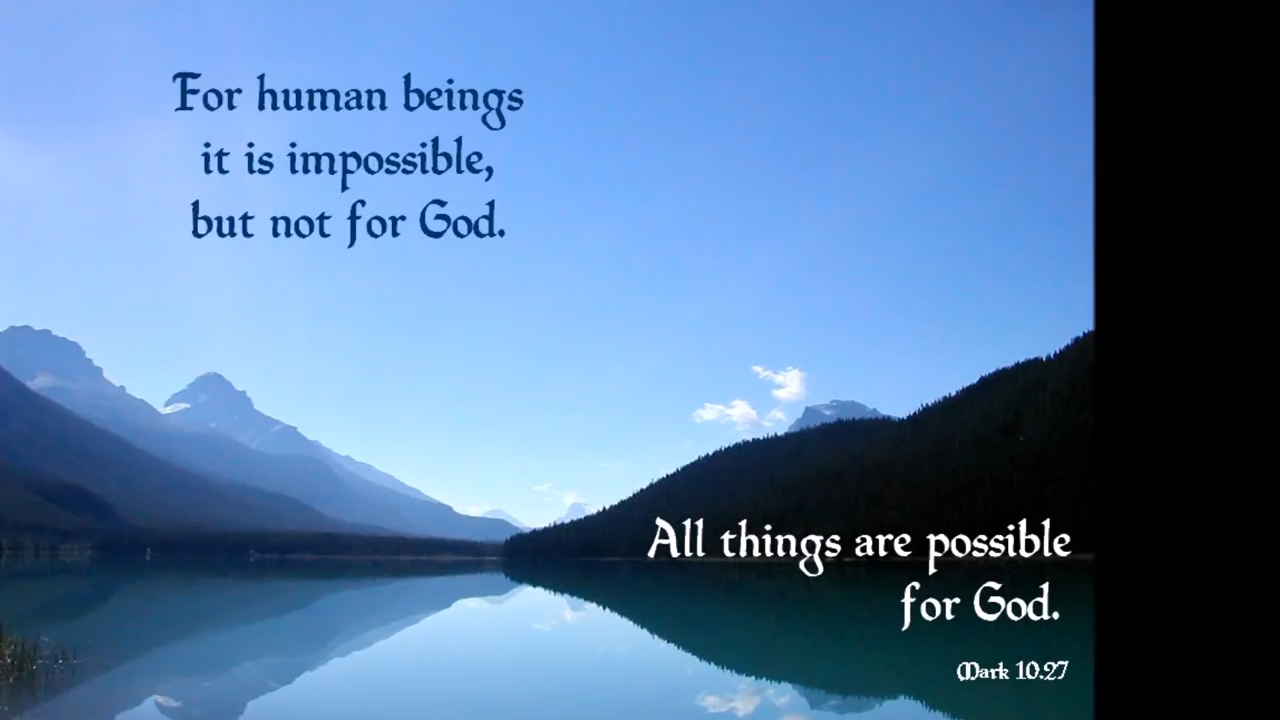 For human beings
it is impossible,
but not for God.
All things are possible
for God.
Mark 10.27